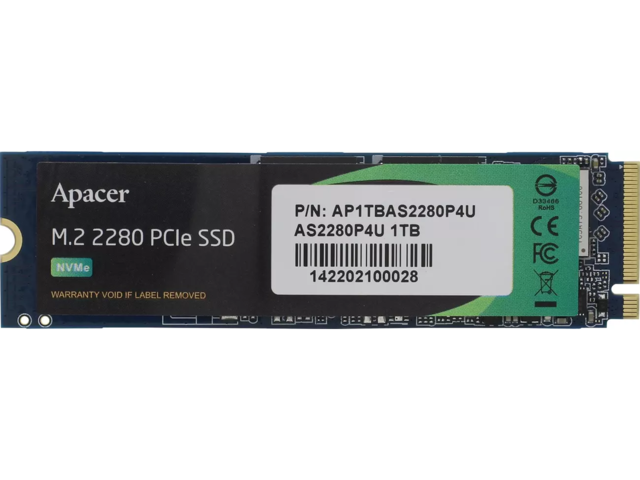 Apacer
M.2 2280 PCIe SSD
NVMe
WARRANTY VOID IF LABEL REMOVED
P/N: AP1TBAS2280P4U
AS2280P4U 1TB
142202100028
D33466
RoHS
CE
FC